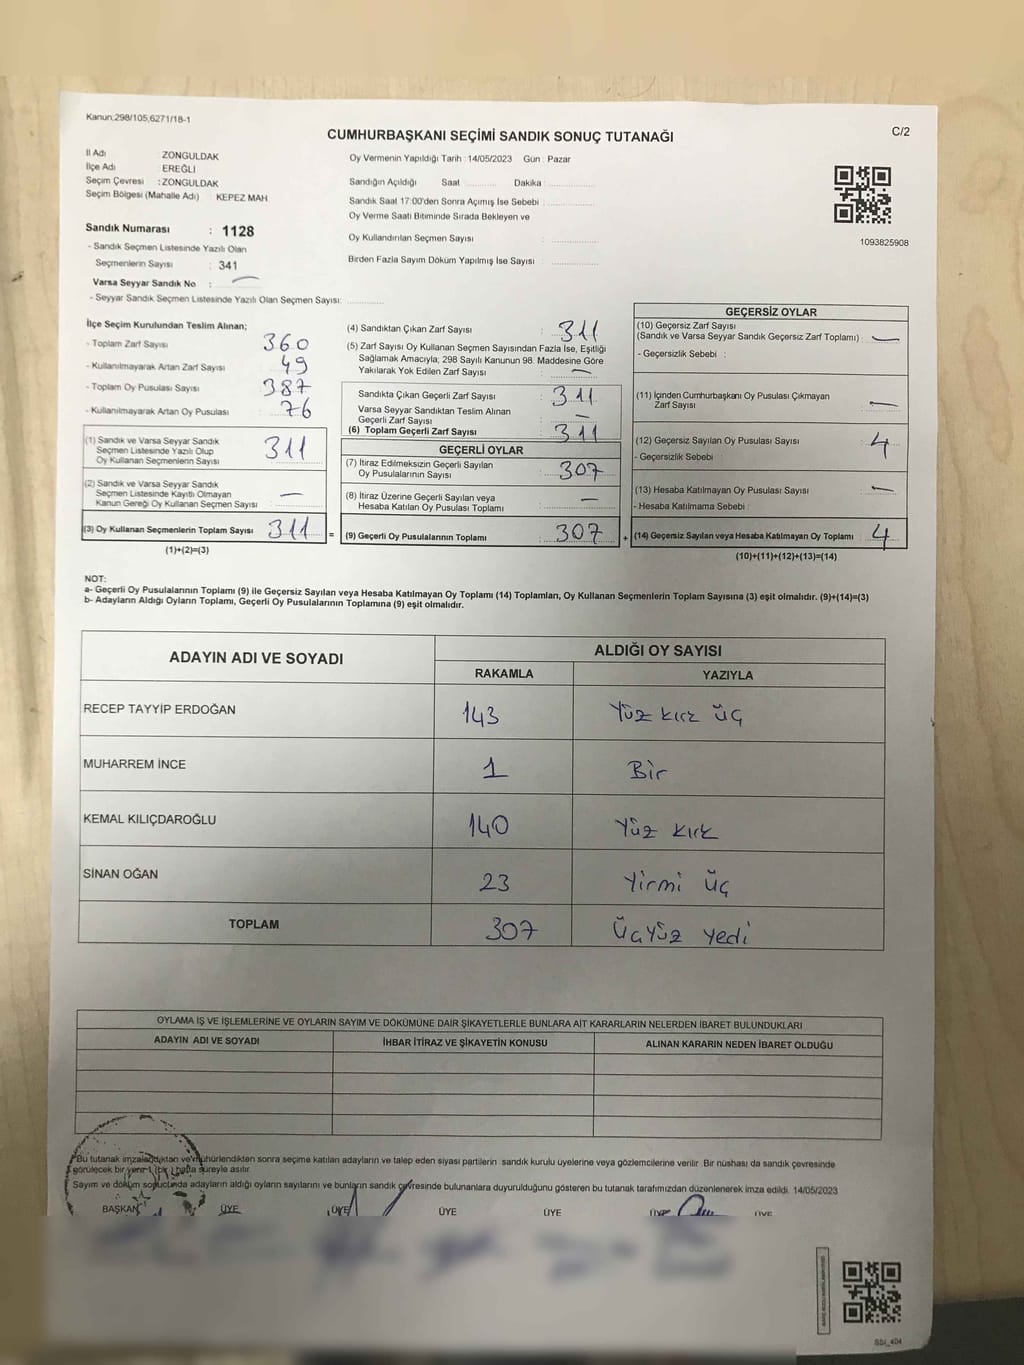 Kanun;298/105;6271/18-1
C/2
CUMHURBAŞKANI SEÇİMİ SANDIK SONUÇ TUTANAĞI
İl Adı ZONGULDAK
İlçe Adı : EREĞLİ
Seçim Çevresi : ZONGULDAK
Seçim Bölgesi (Mahalle Adı) KEPEZ MAH
Sandık Numarası : 1128
- Sandık Seçmen Listesinde Yazılı Olan
Seçmenlerin Sayısı : 341
Varsa Seyyar Sandık No : —
- Seyyar Sandık Seçmen Listesinde Yazılı Olan Seçmen Sayısı:
Oy Vermenin Yapıldığı Tarih : 14/05/2023 Gün : Pazar
Sandığın Açıldığı Saat Dakika :
Sandık Saat 17:00'den Sonra Açımış İse Sebebi :
Oy Verme Saati Bitiminde Sırada Bekleyen ve
Oy Kullandırılan Seçmen Sayısı :
Birden Fazla Sayım Döküm Yapılmış İse Sayısı :
1093825908
İlçe Seçim Kurulundan Teslim Alınan;
- Toplam Zarf Sayısı : 360
- Kullanılmayarak Artan Zarf Sayısı : 49
- Toplam Oy Pusulası Sayısı : 387
- Kullanılmayarak Artan Oy Pusulası : 76
(1) Sandık ve Varsa Seyyar Sandık
Seçmen Listesinde Yazılı Olup
Oy Kullanan Seçmenlerin Sayısı : 311
(2) Sandık ve Varsa Seyyar Sandık
Seçmen Listesinde Kayıtlı Olmayan
Kanun Gereği Oy Kullanan Seçmen Sayısı : —
(3) Oy Kullanan Seçmenlerin Toplam Sayısı : 311
(1)+(2)=(3)
=
(4) Sandıktan Çıkan Zarf Sayısı : 311
(5) Zarf Sayısı Oy Kullanan Seçmen Sayısından Fazla İse, Eşitliği
Sağlamak Amacıyla; 298 Sayılı Kanunun 98. Maddesine Göre
Yakılarak Yok Edilen Zarf Sayısı : —
Sandıkta Çıkan Geçerli Zarf Sayısı : 311
Varsa Seyyar Sandıktan Teslim Alınan
Geçerli Zarf Sayısı : —
(6) Toplam Geçerli Zarf Sayısı : 311
GEÇERLİ OYLAR
(7) İtiraz Edilmeksizin Geçerli Sayılan
Oy Pusulalarının Sayısı : 307
(8) İtiraz Üzerine Geçerli Sayılan veya
Hesaba Katılan Oy Pusulası Toplamı : —
(9) Geçerli Oy Pusulalarının Toplamı : 307
+
GEÇERSİZ OYLAR
(10) Geçersiz Zarf Sayısı
(Sandık ve Varsa Seyyar Sandık Geçersiz Zarf Toplamı) : —
- Geçersizlik Sebebi :
(11) İçinden Cumhurbaşkanı Oy Pusulası Çıkmayan
Zarf Sayısı : —
(12) Geçersiz Sayılan Oy Pusulası Sayısı : 4
- Geçersizlik Sebebi
(13) Hesaba Katılmayan Oy Pusulası Sayısı : —
- Hesaba Katılmama Sebebi :
(14) Geçersiz Sayılan veya Hesaba Katılmayan Oy Toplamı : 4
(10)+(11)+(12)+(13)=(14)
NOT:
a- Geçerli Oy Pusulalarının Toplamı (9) ile Geçersiz Sayılan veya Hesaba Katılmayan Oy Toplamı (14) Toplamları, Oy Kullanan Seçmenlerin Toplam Sayısına (3) eşit olmalıdır. (9)+(14)=(3)
b- Adayların Aldığı Oyların Toplamı, Geçerli Oy Pusulalarının Toplamına (9) eşit olmalıdır.
ADAYIN ADI VE SOYADI ALDIĞI OY SAYISI
RAKAMLA YAZIYLA
RECEP TAYYİP ERDOĞAN 143 Yüz kırk üç
MUHARREM İNCE 1 Bir
KEMAL KILIÇDAROĞLU 140 Yüz kırk
SİNAN OĞAN 23 Yirmi üç
TOPLAM 307 Üçyüz yedi
OYLAMA İŞ VE İŞLEMLERİNE VE OYLARIN SAYIM VE DÖKÜMÜNE DAİR ŞİKAYETLERLE BUNLARA AİT KARARLARIN NELERDEN İBARET BULUNDUKLARI
ADAYIN ADI VE SOYADI İHBAR İTİRAZ VE ŞİKAYETİN KONUSU ALINAN KARARIN NEDEN İBARET OLDUĞU
Bu tutanak imzalandıktan ve mühürlendikten sonra seçime katılan adayların ve talep eden siyasi partilerin sandık kurulu üyelerine veya gözlemcilerine verilir. Bir nüshası da sandık çevresinde
görülecek bir yere 1 (bir) hafta süreyle asılır.
Sayım ve döküm sonucunda adayların aldığı oyların sayılarını ve bunların sandık çevresinde bulunanlara duyurulduğunu gösteren bu tutanak tarafımızdan düzenlenerek imza edildi. 14/05/2023
BAŞKAN ÜYE ÜYE ÜYE ÜYE ÜYE ÜYE
SSI_404